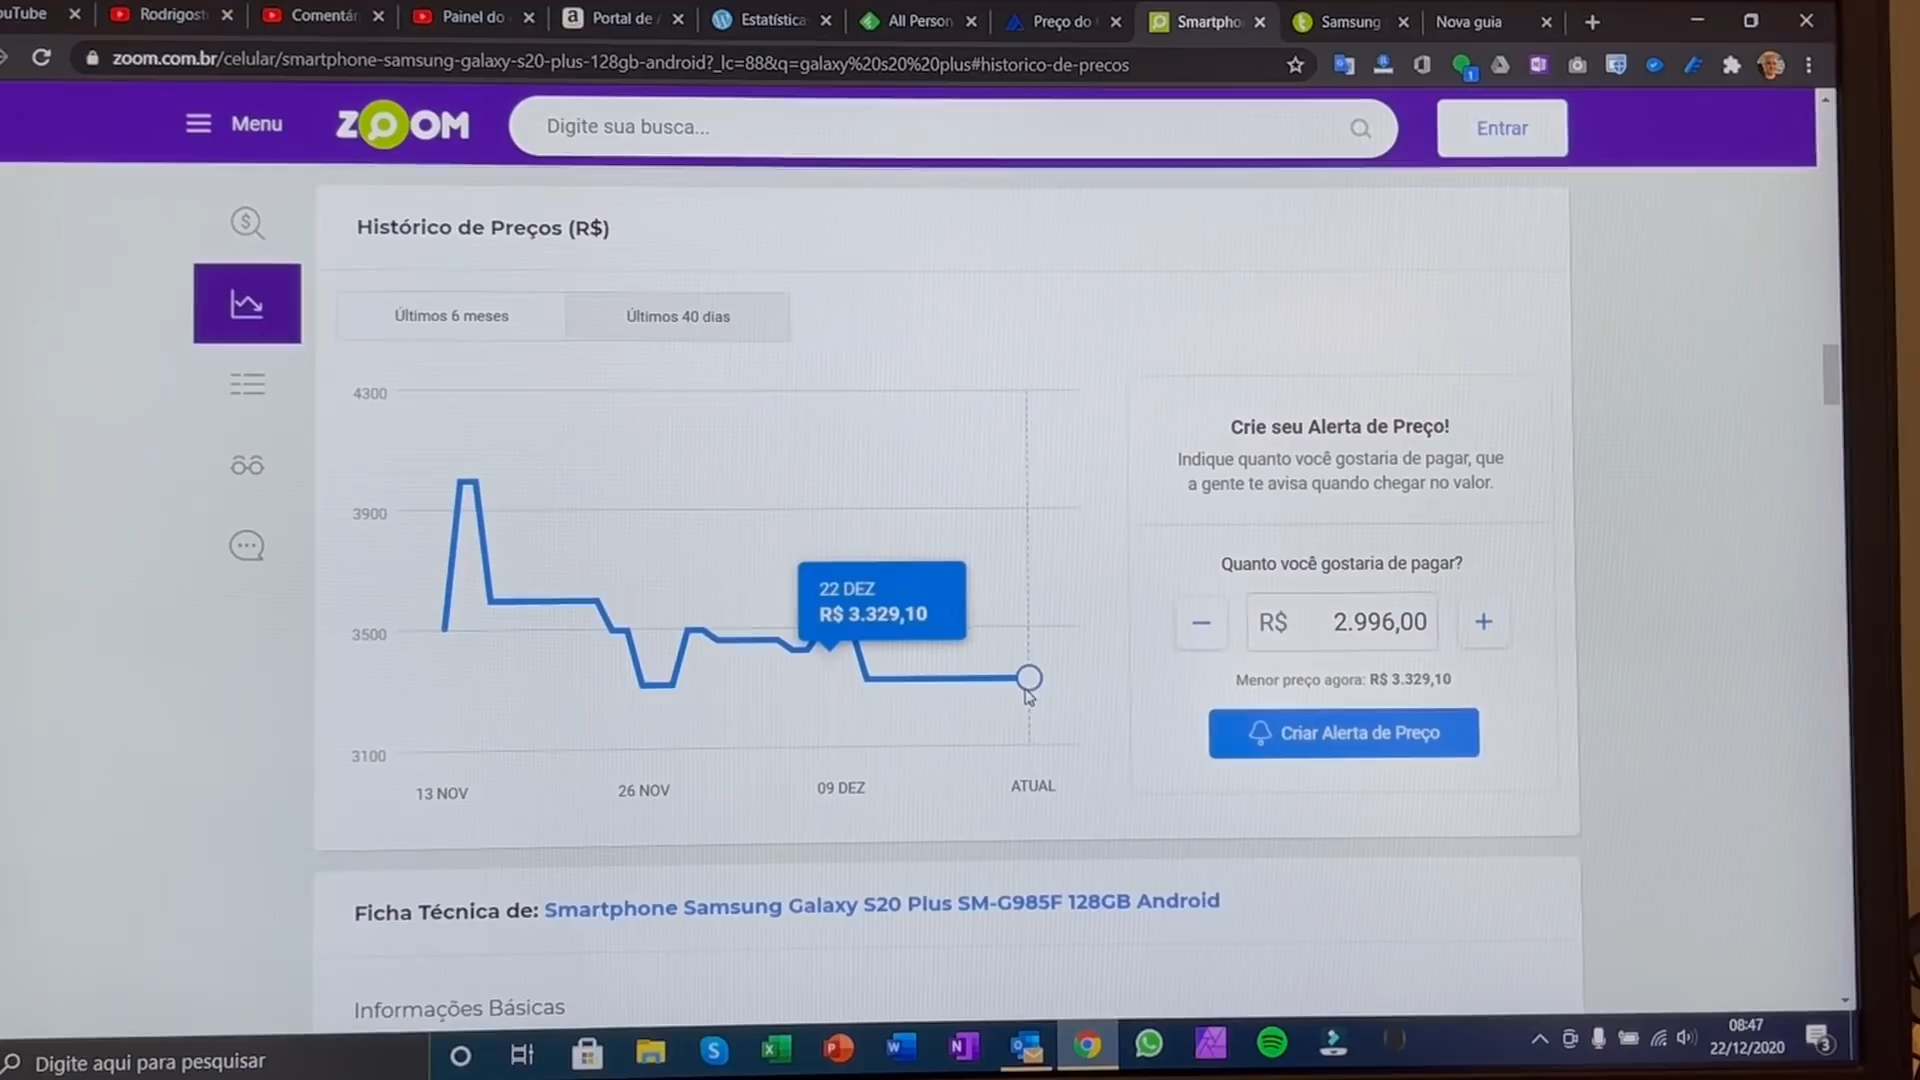 ouTube
Rodrigost
Comentár
Painel do
Portal de
Estatística
All Person
Preço do
Smartpho
Samsung
Nova guia
zoom.com.br/celular/smartphone-samsung-galaxy-s20-plus-128gb-android?_lc=88&q=galaxy%20s20%20plus#historico-de-precos
Menu
ZOOM
Digite sua busca...
Entrar
Histórico de Preços (R$)
Últimos 6 meses
Últimos 40 dias
4300
3900
3500
3100
22 DEZ
R$ 3.329,10
13 NOV
26 NOV
09 DEZ
ATUAL
Crie seu Alerta de Preço!
Indique quanto você gostaria de pagar, que
a gente te avisa quando chegar no valor.
Quanto você gostaria de pagar?
− R$ 2.996,00 +
Menor preço agora: R$ 3.329,10
Criar Alerta de Preço
Ficha Técnica de: Smartphone Samsung Galaxy S20 Plus SM-G985F 128GB Android
Informações Básicas
Digite aqui para pesquisar
08:47
22/12/2020
3